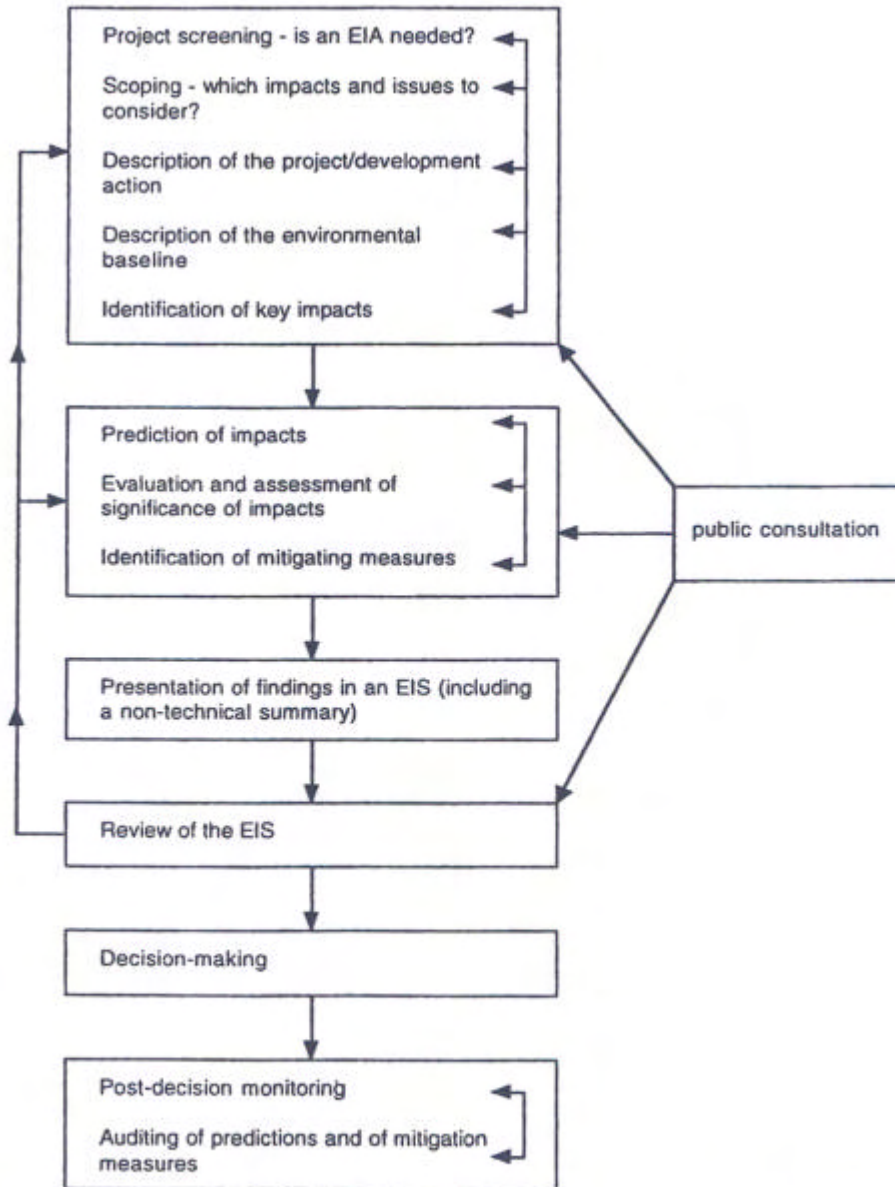 Project screening - is an EIA needed?
Scoping - which impacts and issues to
consider?
Description of the project/development
action
Description of the environmental
baseline
Identification of key impacts
Prediction of impacts
Evaluation and assessment of
significance of impacts
Identification of mitigating measures
public consultation
Presentation of findings in an EIS (including
a non-technical summary)
Review of the EIS
Decision-making
Post-decision monitoring
Auditing of predictions and of mitigation
measures